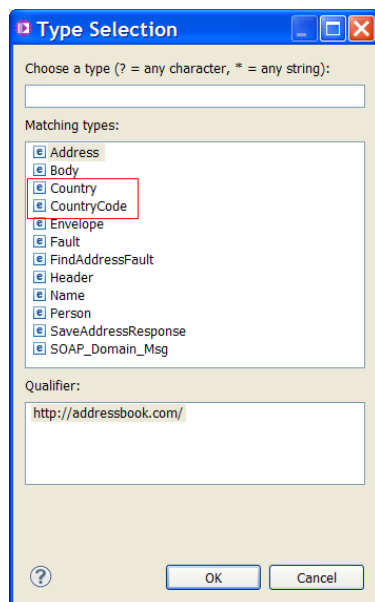 Type Selection
Choose a type (? = any character, * = any string):
Matching types:
Address
Body
Country
CountryCode
Envelope
Fault
FindAddressFault
Header
Name
Person
SaveAddressResponse
SOAP_Domain_Msg
Qualifier:
http://addressbook.com/
OK
Cancel